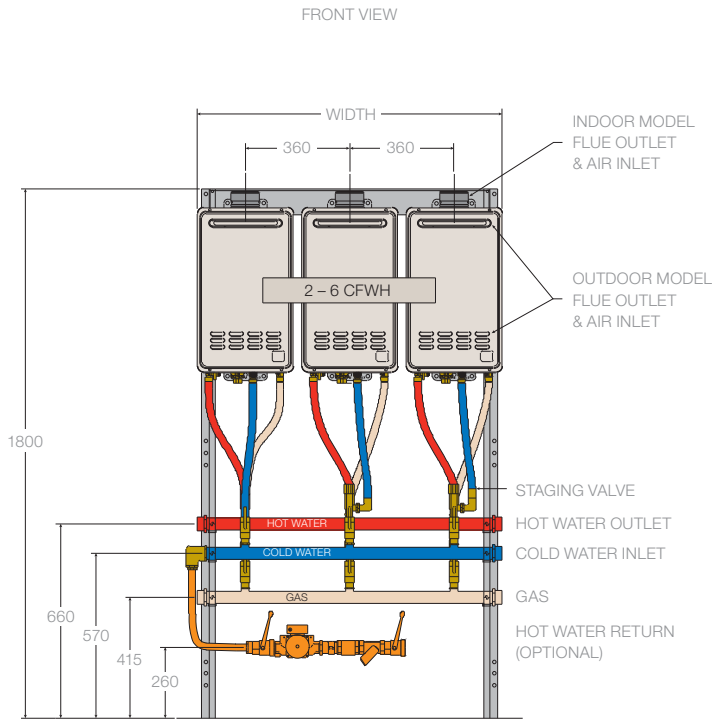 FRONT VIEW
WIDTH
INDOOR MODEL
FLUE OUTLET
& AIR INLET
360
360
2 – 6 CFWH
OUTDOOR MODEL
FLUE OUTLET
& AIR INLET
1800
STAGING VALVE
HOT WATER
HOT WATER OUTLET
COLD WATER
COLD WATER INLET
GAS
GAS
660
570
415
260
HOT WATER RETURN
(OPTIONAL)